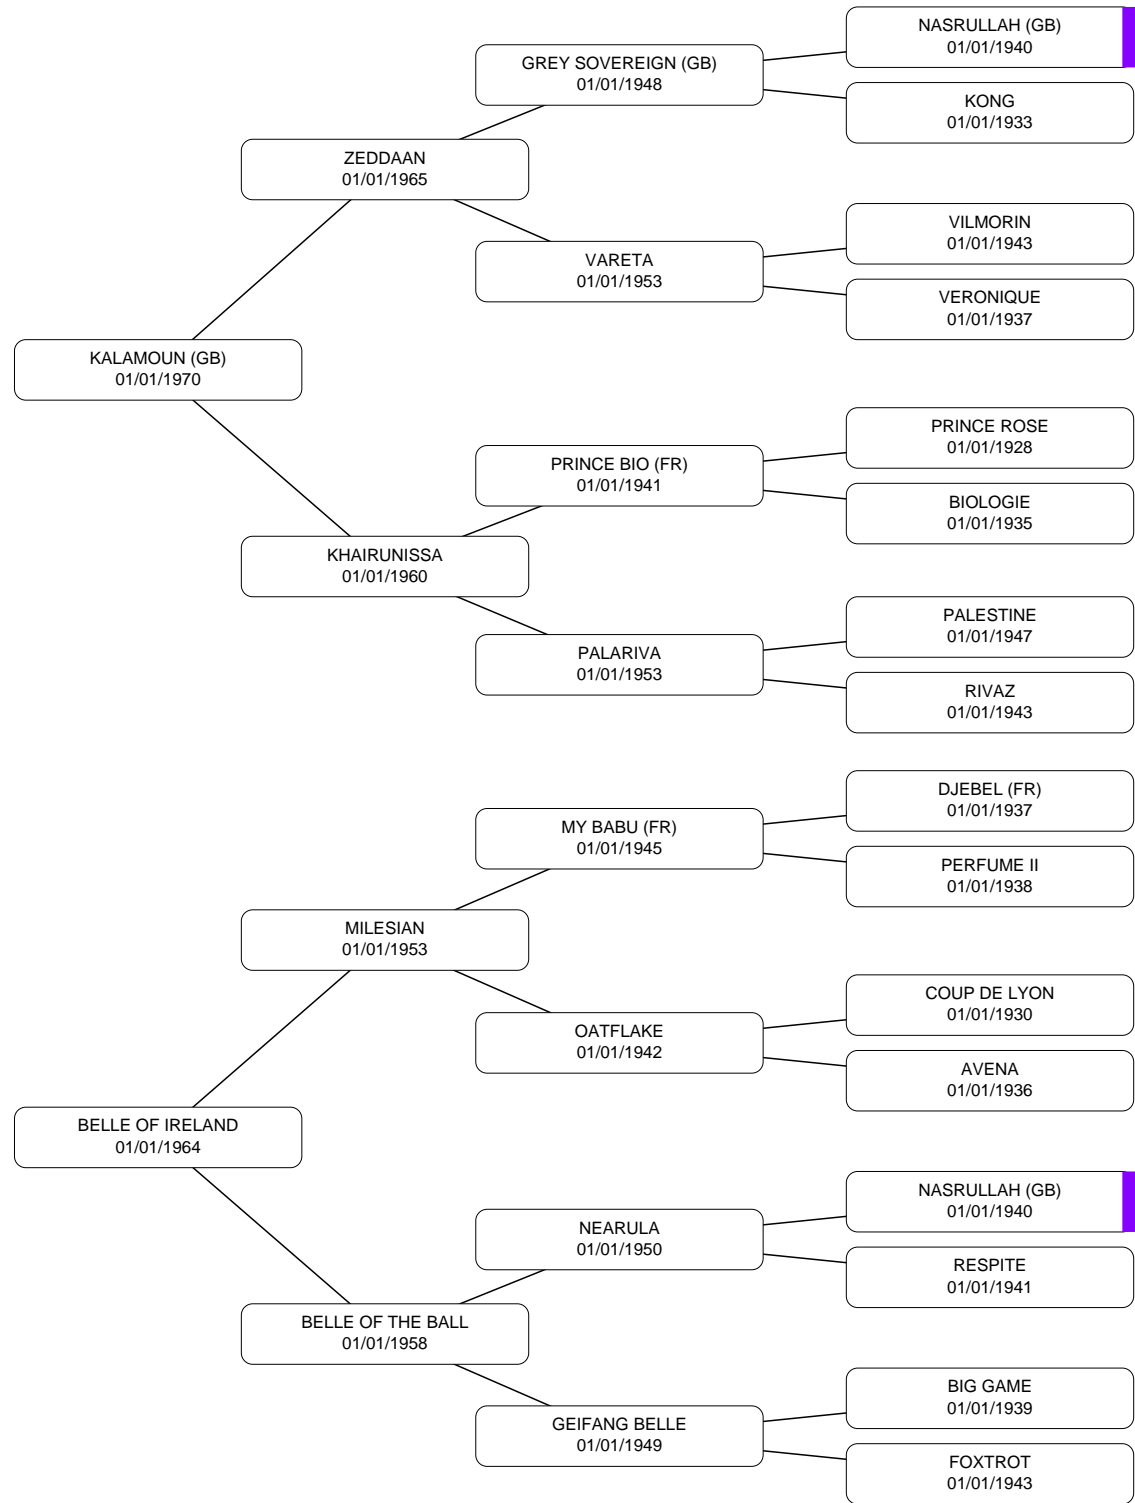 NASRULLAH (GB)
01/01/1940
GREY SOVEREIGN (GB)
01/01/1948
KONG
01/01/1933
ZEDDAAN
01/01/1965
VILMORIN
01/01/1943
VARETA
01/01/1953
VERONIQUE
01/01/1937
KALAMOUN (GB)
01/01/1970
PRINCE ROSE
01/01/1928
PRINCE BIO (FR)
01/01/1941
BIOLOGIE
01/01/1935
KHAIRUNISSA
01/01/1960
PALESTINE
01/01/1947
PALARIVA
01/01/1953
RIVAZ
01/01/1943
DJEBEL (FR)
01/01/1937
MY BABU (FR)
01/01/1945
PERFUME II
01/01/1938
MILESIAN
01/01/1953
COUP DE LYON
01/01/1930
OATFLAKE
01/01/1942
AVENA
01/01/1936
BELLE OF IRELAND
01/01/1964
NASRULLAH (GB)
01/01/1940
NEARULA
01/01/1950
RESPITE
01/01/1941
BELLE OF THE BALL
01/01/1958
BIG GAME
01/01/1939
GEIFANG BELLE
01/01/1949
FOXTROT
01/01/1943